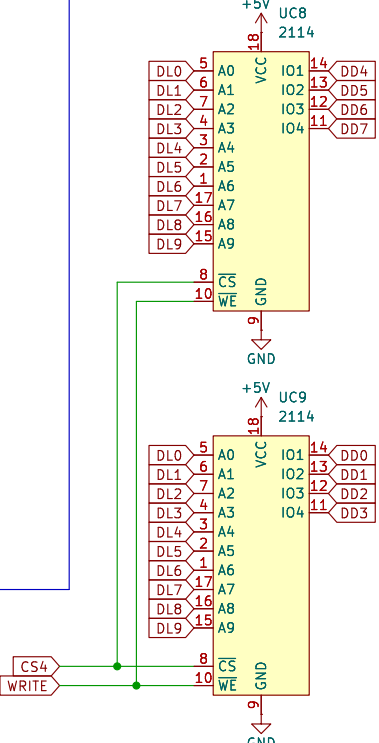 +5V
UC8
2114
18
VCC
DL0 5 A0 IO1 14 DD4
DL1 6 A1 IO2 13 DD5
DL2 7 A2 IO3 12 DD6
DL3 4 A3 IO4 11 DD7
DL4 3 A4
DL5 2 A5
DL6 1 A6
DL7 17 A7
DL8 16 A8
DL9 15 A9
8 CS
10 WE
GND
9
GND
+5V
UC9
2114
18
VCC
DL0 5 A0 IO1 14 DD0
DL1 6 A1 IO2 13 DD1
DL2 7 A2 IO3 12 DD2
DL3 4 A3 IO4 11 DD3
DL4 3 A4
DL5 2 A5
DL6 1 A6
DL7 17 A7
DL8 16 A8
DL9 15 A9
CS4 8 CS
WRITE 10 WE
GND
9
GND